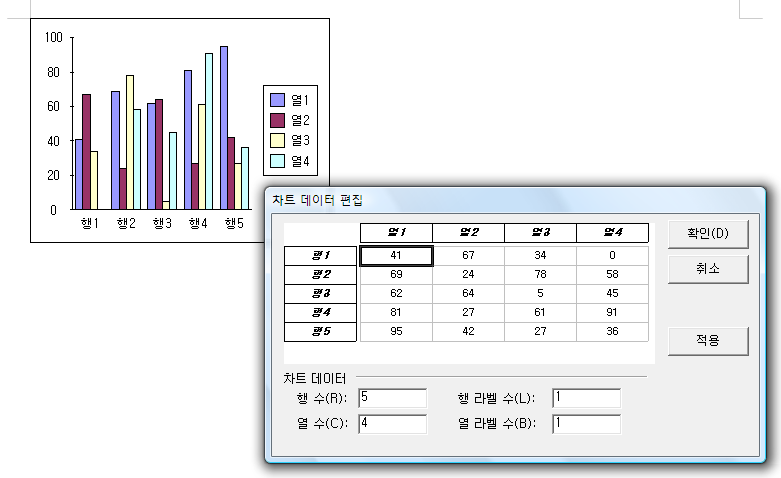 100
80
60
40
20
0
행1 행2 행3 행4 행5
열1
열2
열3
열4
차트 데이터 편집
열1 열2 열3 열4
행1 41 67 34 0
행2 69 24 78 58
행3 62 64 5 45
행4 81 27 61 91
행5 95 42 27 36
확인(D)
취소
적용
차트 데이터
행 수(R): 5 행 라벨 수(L): 1
열 수(C): 4 열 라벨 수(B): 1